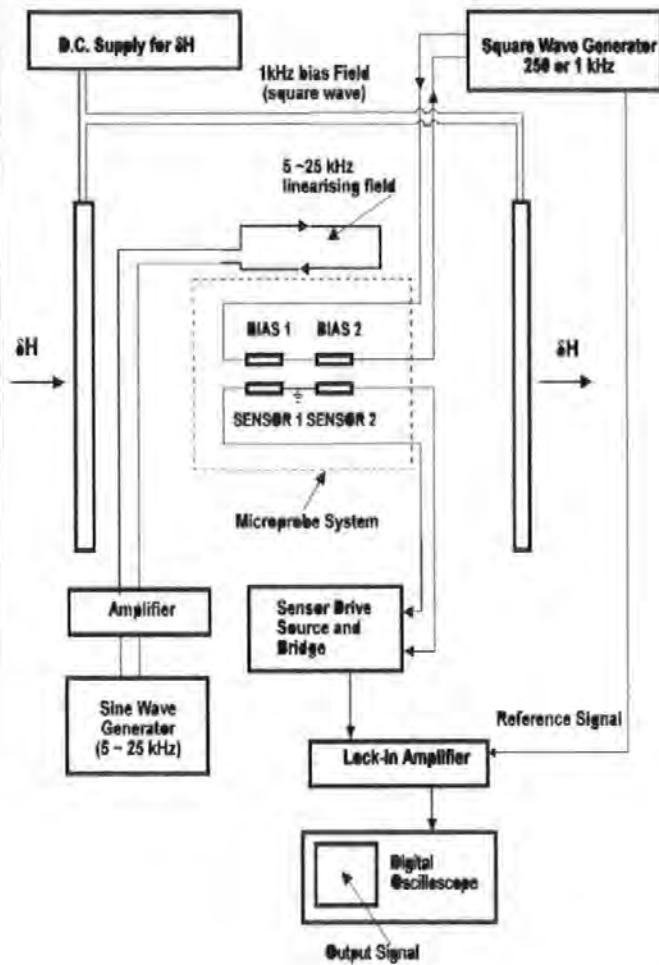 D.C. Supply for δH
Square Wave Generator
250 or 1 kHz
1kHz bias Field
(square wave)
5 ~25 kHz
linearising field
BIAS 1
BIAS 2
δH
δH
SENSOR 1
SENSOR 2
Microprobe System
Amplifier
Sensor Drive
Source and
Bridge
Sine Wave
Generator
(5 ~ 25 kHz)
Reference Signal
Lock-in Amplifier
Digital
Oscilloscope
Output Signal